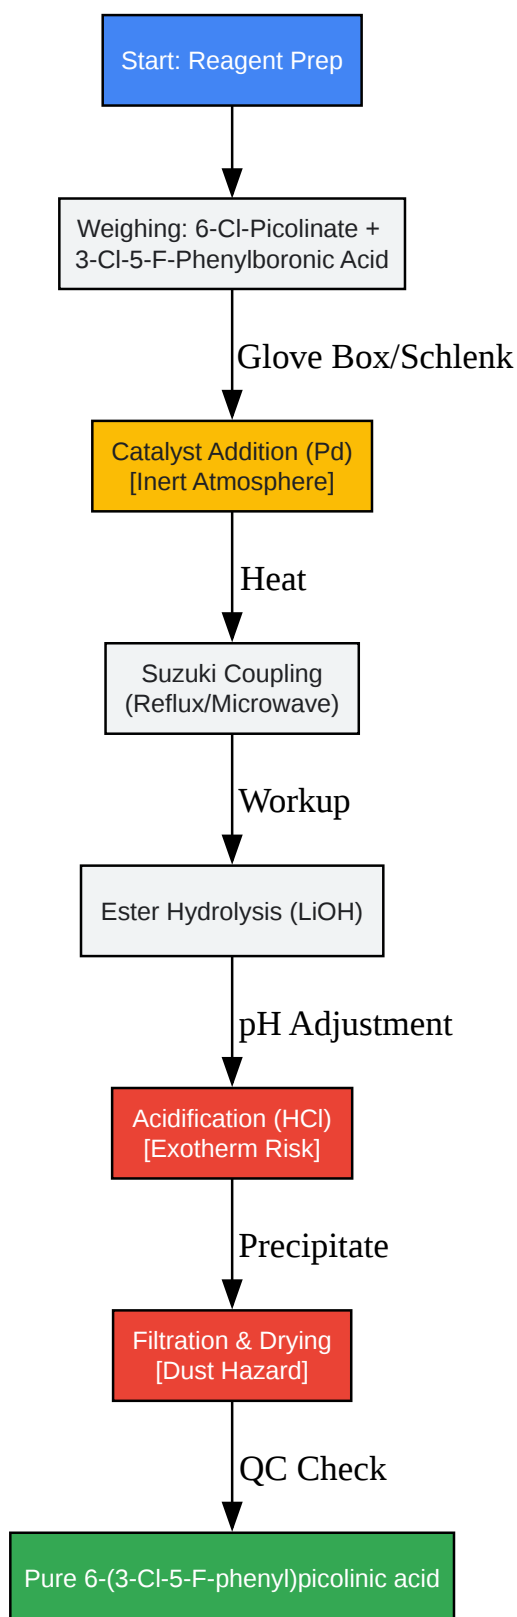 Start: Reagent Prep
Weighing: 6-Cl-Picolinate +
3-Cl-5-F-Phenylboronic Acid
Glove Box/Schlenk
Catalyst Addition (Pd)
[Inert Atmosphere]
Heat
Suzuki Coupling
(Reflux/Microwave)
Workup
Ester Hydrolysis (LiOH)
pH Adjustment
Acidification (HCl)
[Exotherm Risk]
Precipitate
Filtration & Drying
[Dust Hazard]
QC Check
Pure 6-(3-Cl-5-F-phenyl)picolinic acid